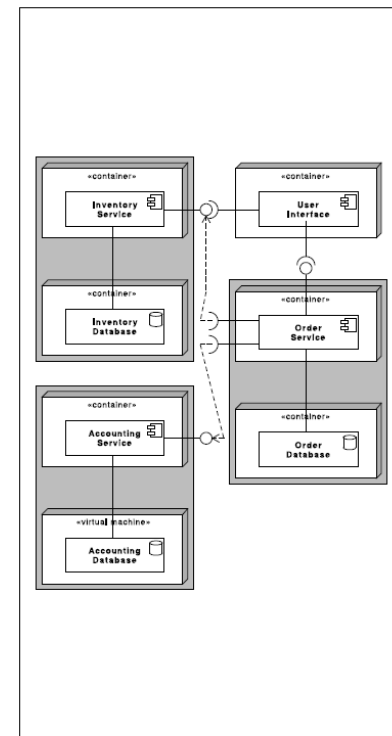 «container»
Inventory
Service
«container»
User
Interface
«container»
Inventory
Database
«container»
Order
Service
«container»
Accounting
Service
«container»
Order
Database
«virtual machine»
Accounting
Database